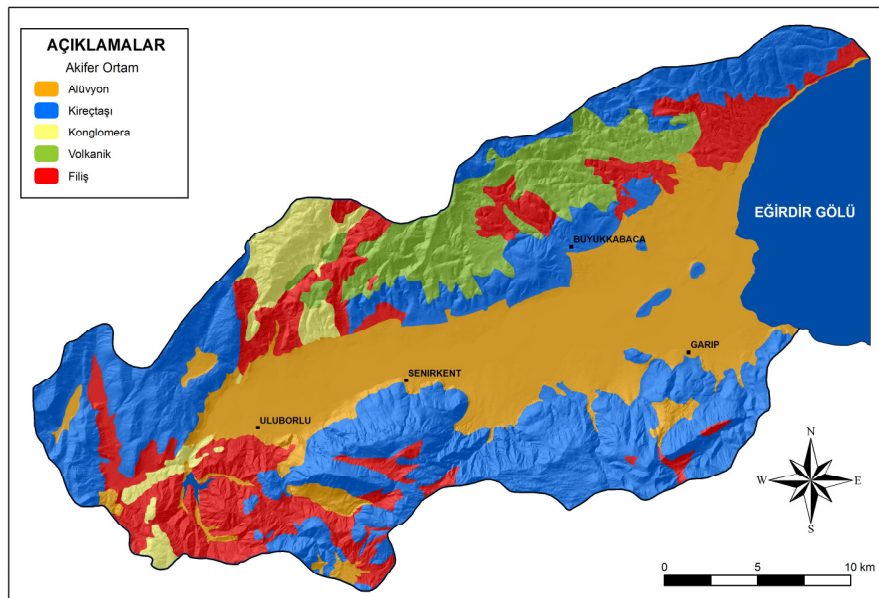 AÇIKLAMALAR
Akifer Ortam
Alüvyon
Kireçtaşı
Konglomera
Volkanik
Filiş
EĞİRDİR GÖLÜ
BÜYÜKKABACA
GARIP
SENIRKENT
ULUBORLU
N
W E
S
0 5 10 km